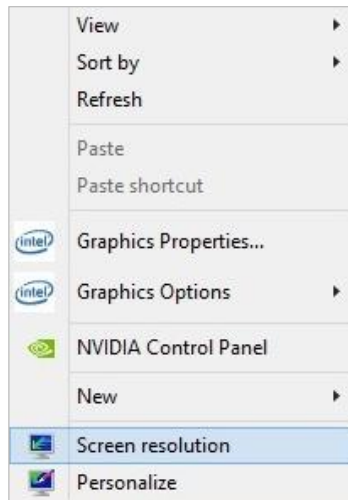 View
Sort by
Refresh
Paste
Paste shortcut
intel Graphics Properties...
intel Graphics Options
NVIDIA Control Panel
New
Screen resolution
Personalize